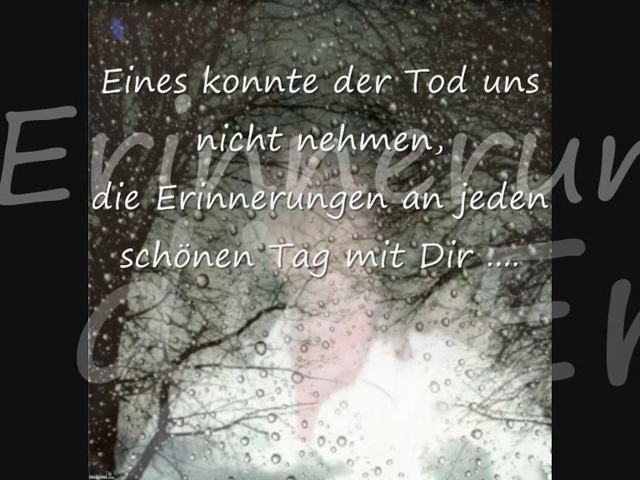 Eines konnte der Tod uns
nicht nehmen,
die Erinnerungen an jeden
schönen Tag mit Dir ....